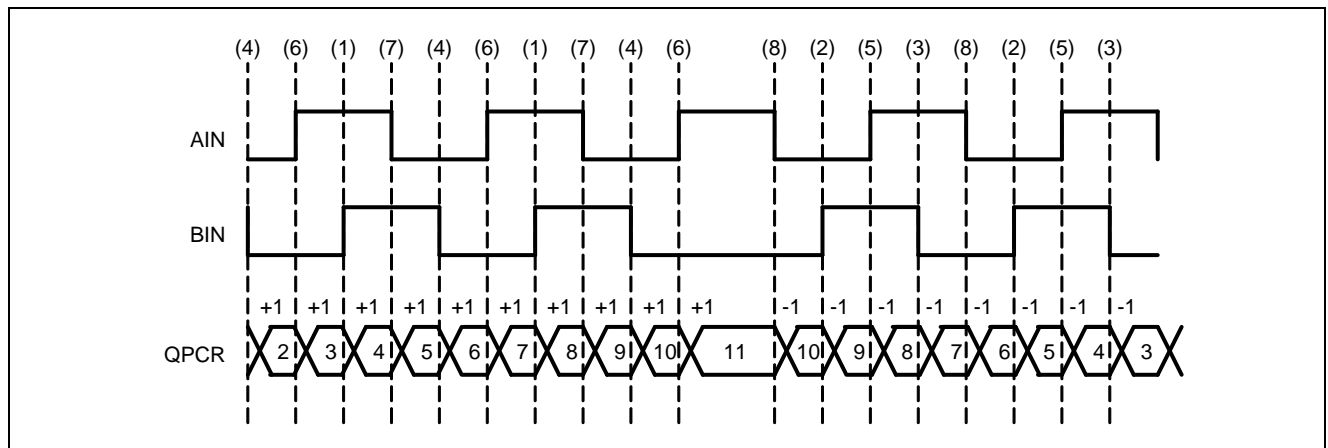 (4) (6) (1) (7) (4) (6) (1) (7) (4) (6) (8) (2) (5) (3) (8) (2) (5) (3)
AIN
BIN
+1 +1 +1 +1 +1 +1 +1 +1 +1 +1 -1 -1 -1 -1 -1 -1 -1 -1
QPCR 2 3 4 5 6 7 8 9 10 11 10 9 8 7 6 5 4 3